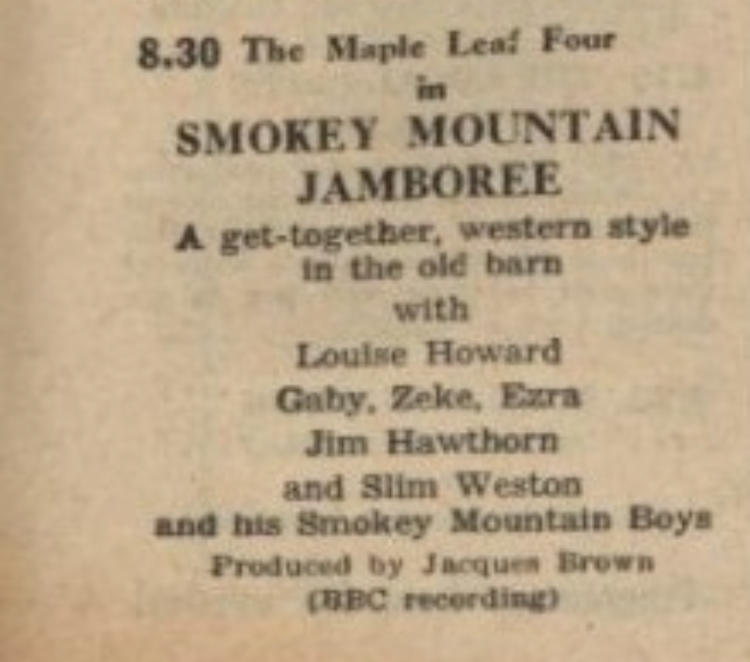 8.30 The Maple Leaf Four
in
SMOKEY MOUNTAIN
JAMBOREE
A get-together, western style
in the old barn
with
Louise Howard
Gaby, Zeke, Ezra
Jim Hawthorn
and Slim Weston
and his Smokey Mountain Boys
Produced by Jacques Brown
(BBC recording)